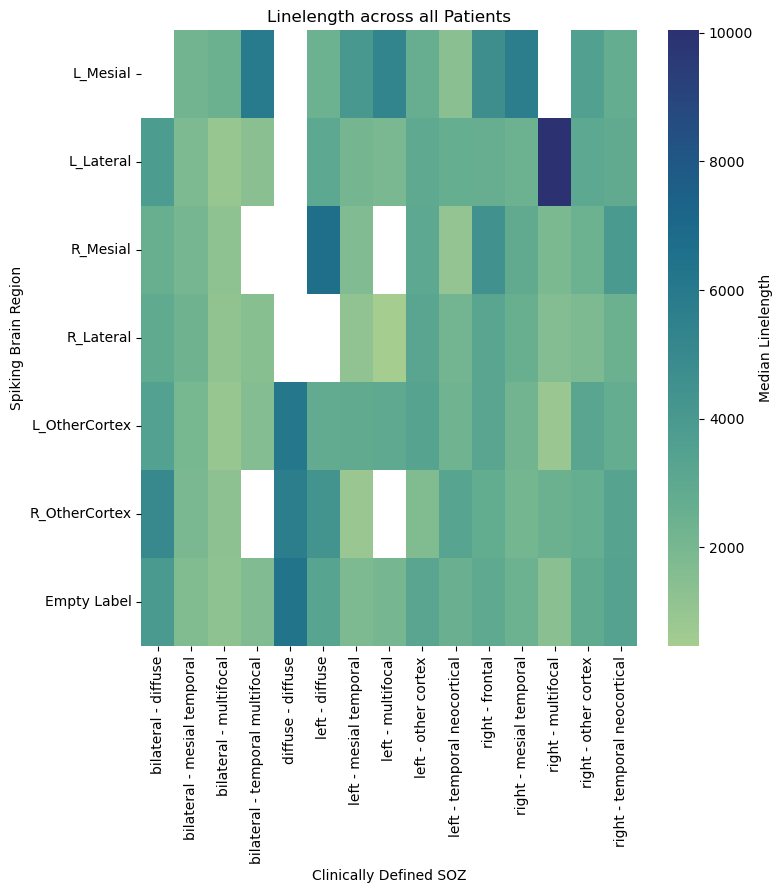 Linelength across all Patients
Spiking Brain Region
L_Mesial
L_Lateral
R_Mesial
R_Lateral
L_OtherCortex
R_OtherCortex
Empty Label
bilateral - diffuse
bilateral - mesial temporal
bilateral - multifocal
bilateral - temporal multifocal
diffuse - diffuse
left - diffuse
left - mesial temporal
left - multifocal
left - other cortex
left - temporal neocortical
right - frontal
right - mesial temporal
right - multifocal
right - other cortex
right - temporal neocortical
Clinically Defined SOZ
10000
8000
6000
4000
2000
Median Linelength